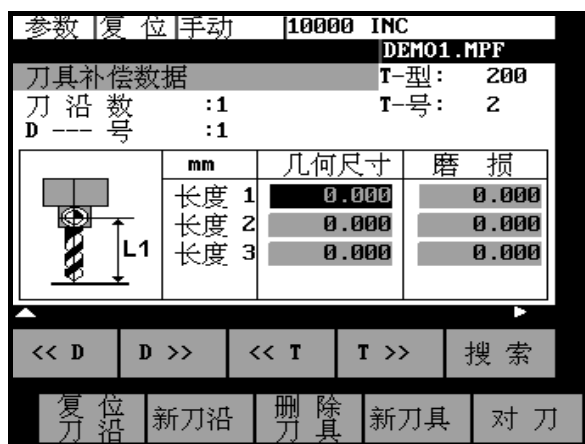 参数 复 位 手动 10000 INC
DEMO1.MPF
刀具补偿数据 T-型: 200
刀 沿 数 :1 T-号: 2
D --- 号 :1
mm 几何尺寸 磨 损
长度 1 0.000 0.000
长度 2 0.000 0.000
长度 3 0.000 0.000
L1
<< D D >> << T T >> 搜 索
复 位 刀 沿 新刀沿 删 除 刀 具 新刀具 对 刀